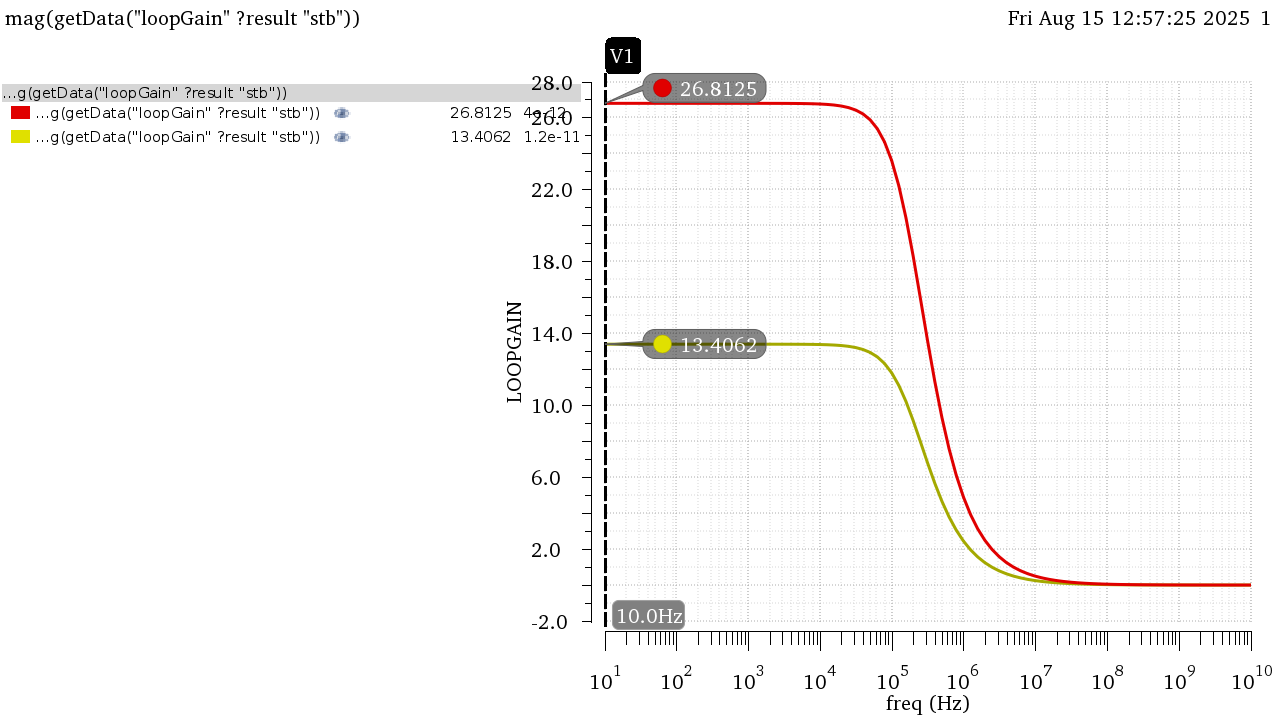 mag(getData("loopGain" ?result "stb"))
Fri Aug 15 12:57:25 2025 1
V1
...g(getData("loopGain" ?result "stb"))
...g(getData("loopGain" ?result "stb")) 26.8125 4e-12
...g(getData("loopGain" ?result "stb")) 13.4062 1.2e-11
28.0
26.0
22.0
18.0
14.0
10.0
6.0
2.0
-2.0
LOOPGAIN
26.8125
13.4062
10.0Hz
10^1 10^2 10^3 10^4 10^5 10^6 10^7 10^8 10^9 10^10
freq (Hz)